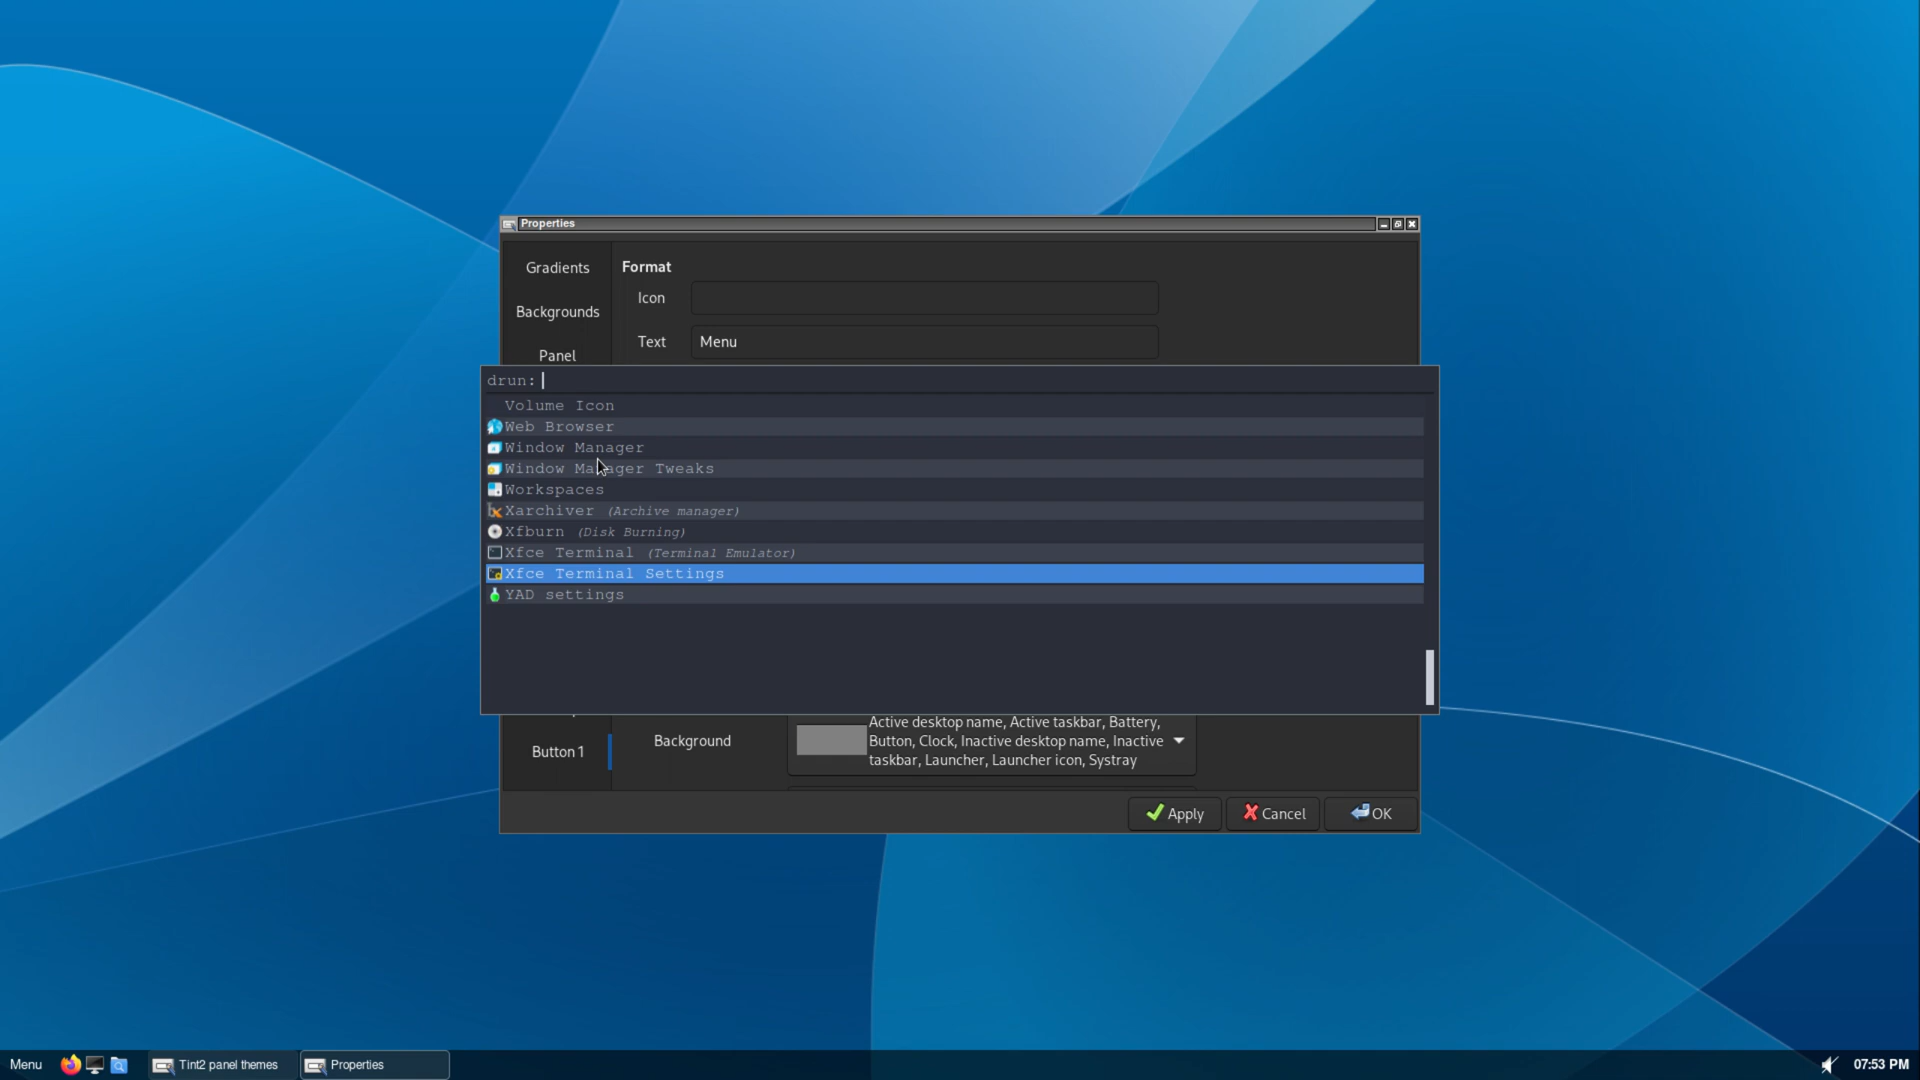 Properties
Gradients
Format
Icon
Backgrounds
Text Menu
Panel
drun:
Volume Icon
Web Browser
Window Manager
Window Manager Tweaks
Workspaces
Xarchiver (Archive manager)
Xfburn (Disk Burning)
Xfce Terminal (Terminal Emulator)
Xfce Terminal Settings
YAD settings
Button 1
Background
Active desktop name, Active taskbar, Battery,
Button, Clock, Inactive desktop name, Inactive
taskbar, Launcher, Launcher icon, Systray
Apply Cancel OK
Menu Tint2 panel themes Properties 07:53 PM